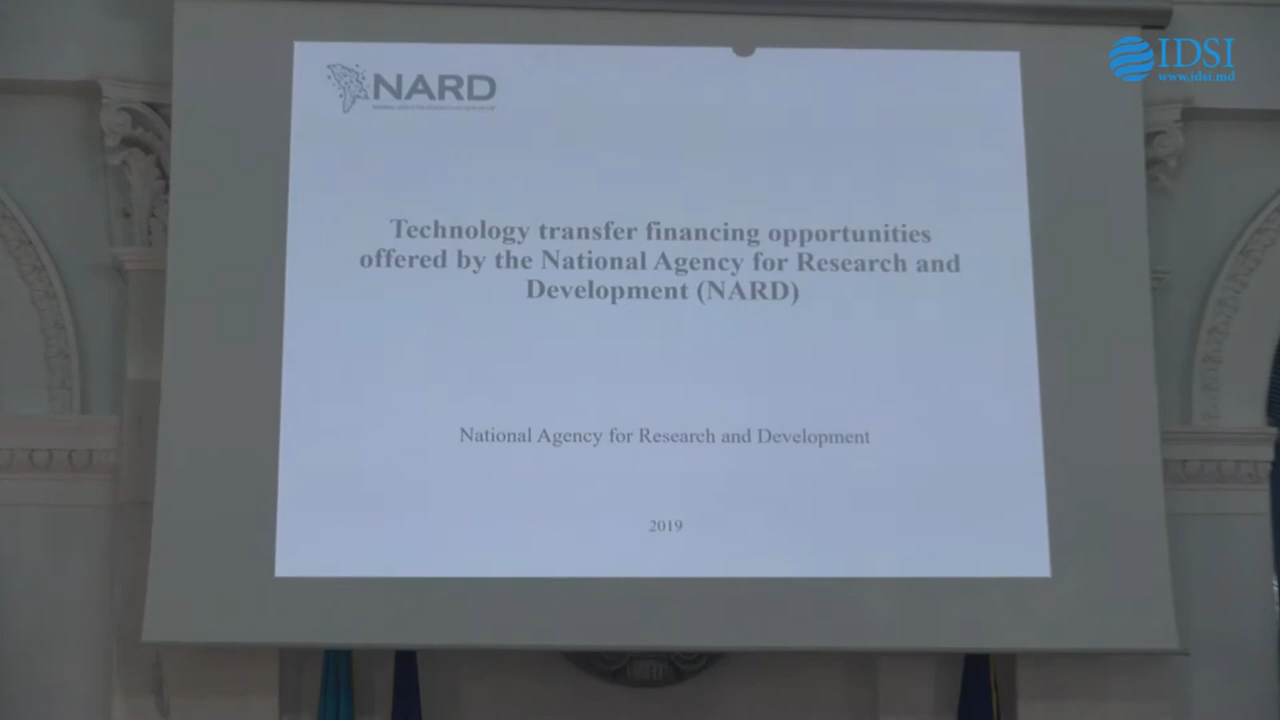 IDSI
www.idsi.md
NARD
Technology transfer financing opportunities
offered by the National Agency for Research and
Development (NARD)
National Agency for Research and Development
2019